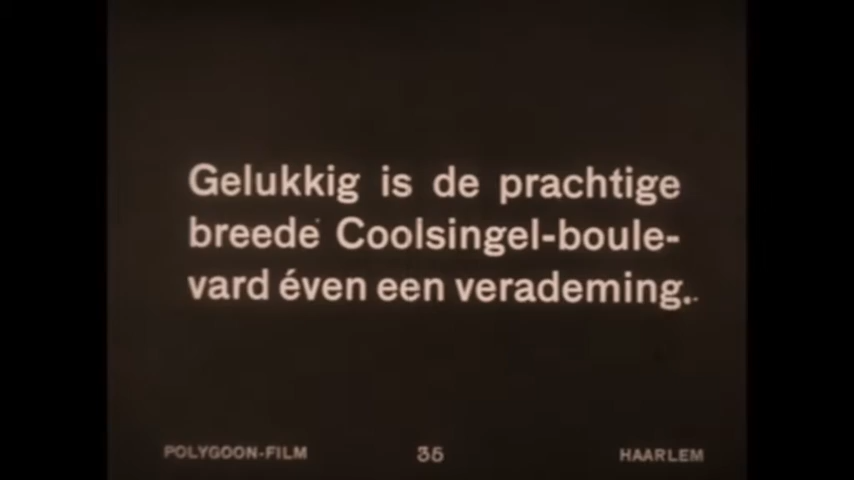 Gelukkig is de prachtige
breede Coolsingel-boule-
vard éven een verademing.
POLYGOON-FILM 35 HAARLEM